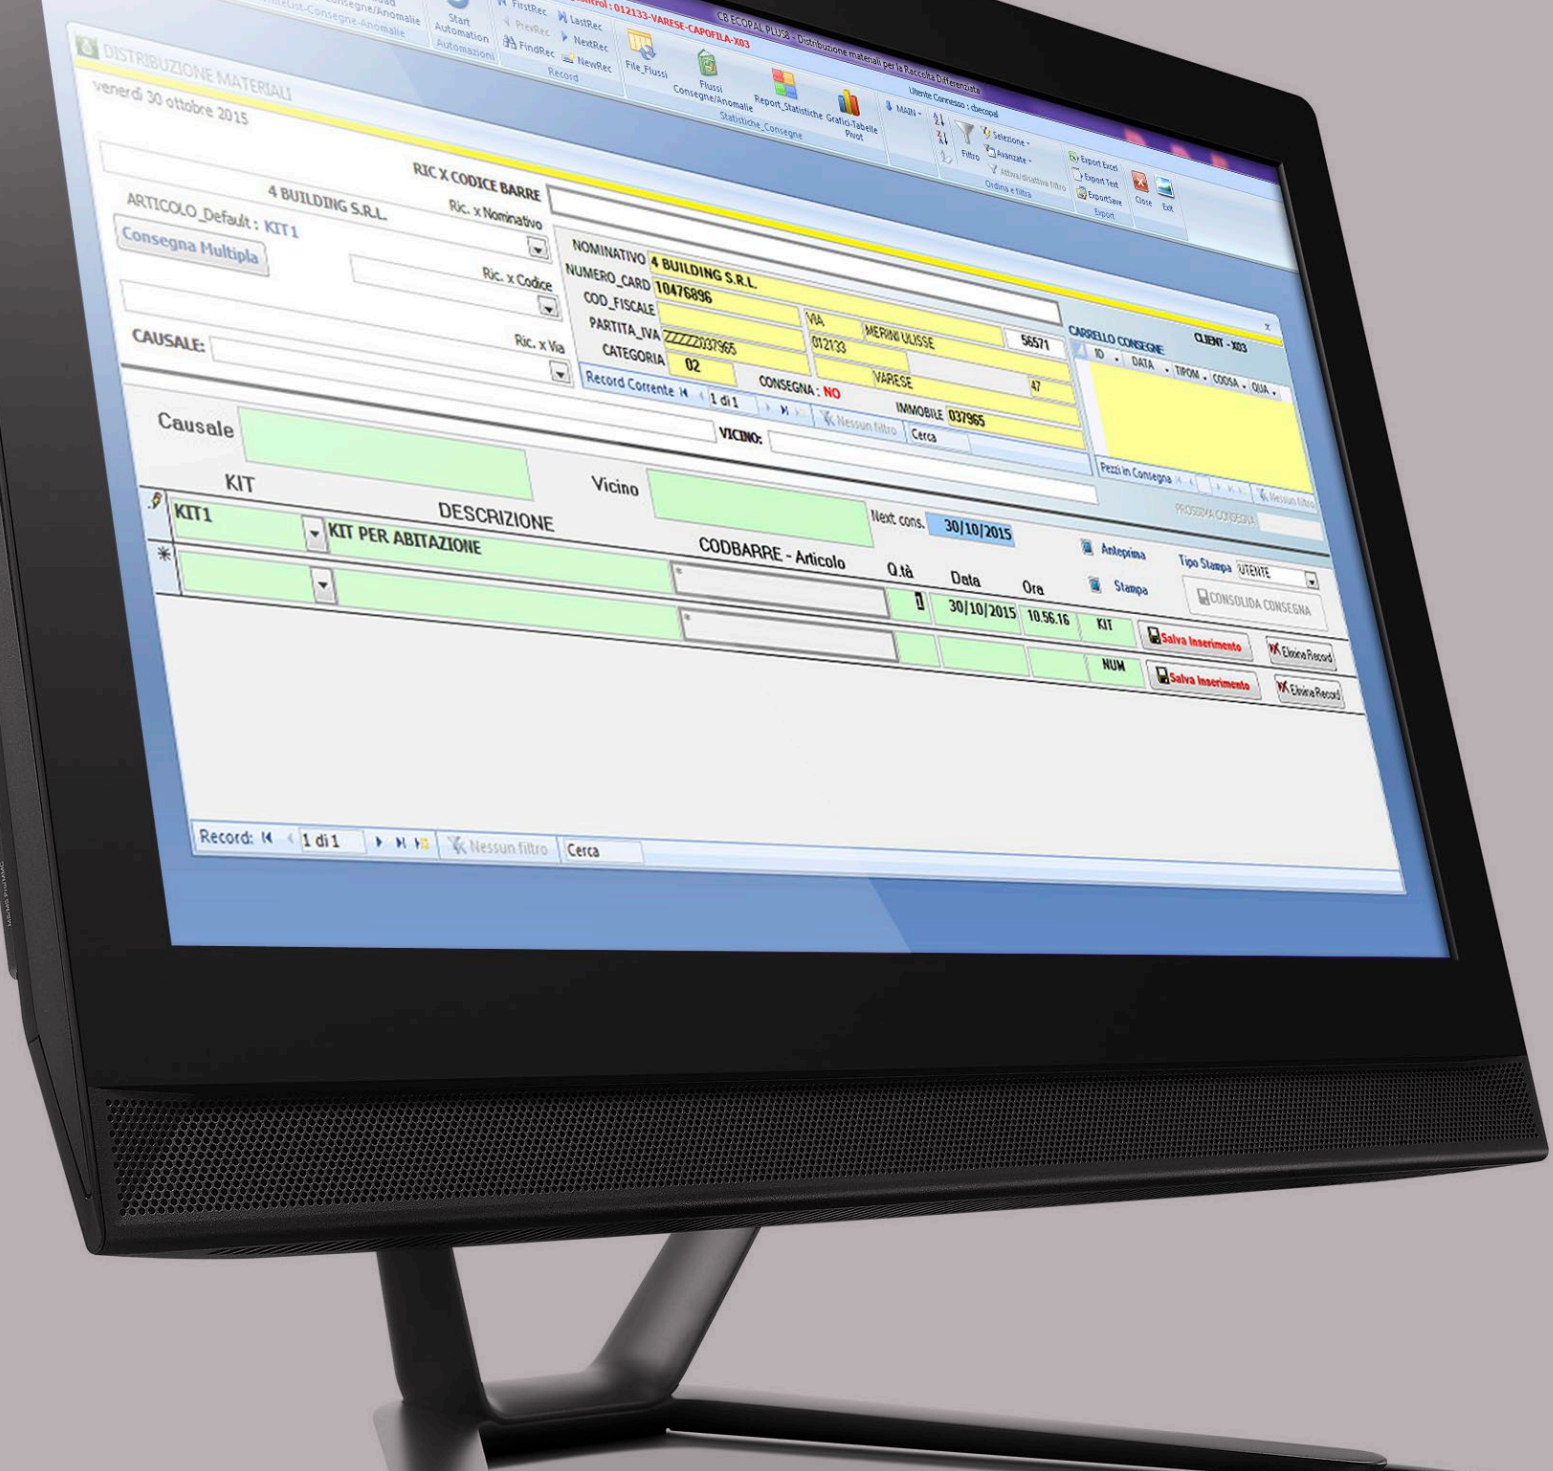 CB ECOPAL PLUS8 - Distribuzione materiali per la Raccolta Differenziata
: 012133-VARESE-CAPOFILA-X03
Utente Connesso : cbecopal
Start Automation
Automazioni
FirstRec
LastRec
PrevRec
NextRec
FindRec
NewRec
Record
File_Flussi
Flussi Consegne/Anomalie
Report_Statistiche
Grafici-Tabelle Pivot
Statistiche_Consegne
MAIN
Filtro
Selezione
Avanzate
Attiva/disattiva filtro
Ordina e filtra
Export Excel
Export Text
ExportSave
Export
Close
Exit
DISTRIBUZIONE MATERIALI
venerdì 30 ottobre 2015
RIC X CODICE BARRE
4 BUILDING S.R.L.
Ric. x Nominativo
ARTICOLO_Default : KIT1
Consegna Multipla
Ric. x Codice
Ric. x Via
CAUSALE:
NOMINATIVO 4 BUILDING S.R.L.
NUMERO_CARD 10476896
COD_FISCALE
VIA MERINI ULISSE 56571
PARTITA_IVA ZZZZZ037965
012133 47
CATEGORIA 02
VARESE
CONSEGNA : NO
IMMOBILE 037965
Record Corrente 1 di 1 Nessun filtro Cerca
VICINO:
CARRELLO CONSEGNE
CLIENT - X03
ID DATA TIPOM CODSA QUA
Pezzi in Consegna Nessun filtro
PROSSIMA CONSEGNA
Causale
Vicino
Next cons. 30/10/2015
Anteprima
Stampa
Tipo Stampa UTENTE
CONSOLIDA CONSEGNA
KIT DESCRIZIONE CODBARRE - Articolo Q.tà Data Ora
KIT1 KIT PER ABITAZIONE * 1 30/10/2015 10.56.16 KIT Salva Inserimento Elimina Record
* * NUM Salva Inserimento Elimina Record
Record: 1 di 1 Nessun filtro Cerca